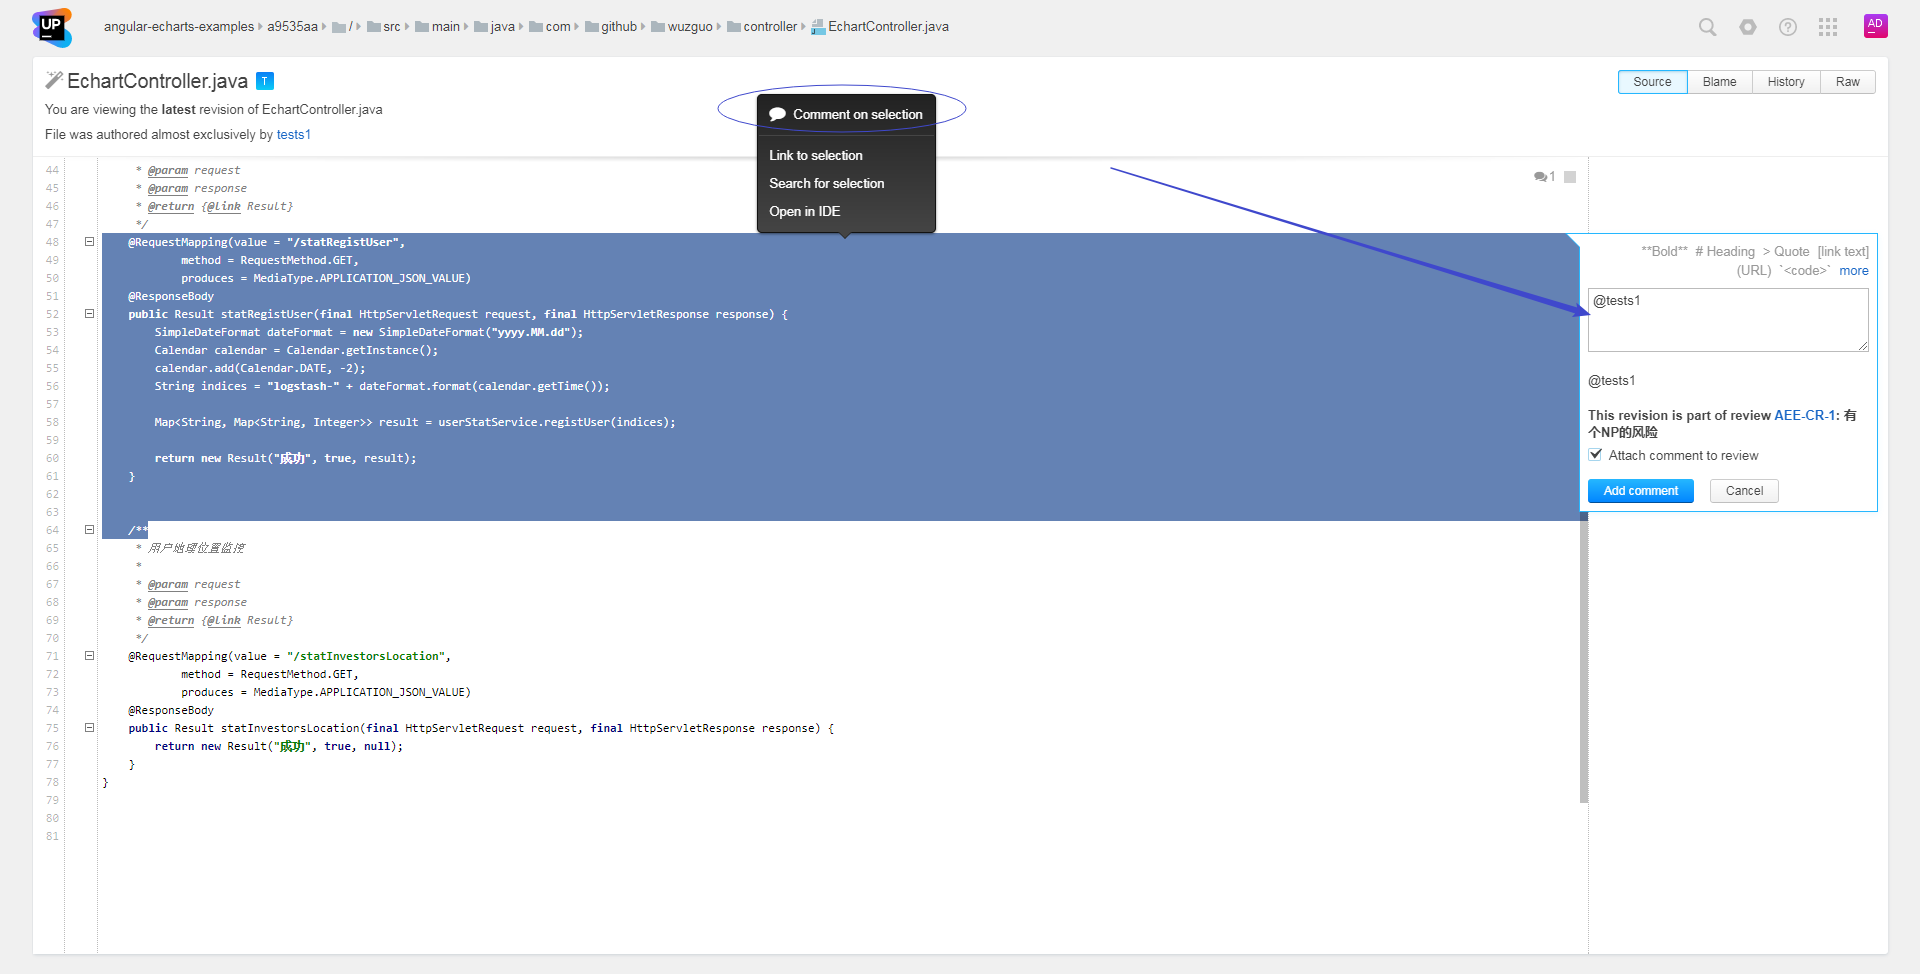 UP
angular-echarts-examples a9535aa / src main java com github wuzguo controller EchartController.java
AD
EchartController.java T
Source Blame History Raw
You are viewing the latest revision of EchartController.java
File was authored almost exclusively by tests1
Comment on selection
Link to selection
Search for selection
Open in IDE
1
44 * @param request
45 * @param response
46 * @return {@link Result}
47 */
48 @RequestMapping(value = "/statRegistUser",
49 method = RequestMethod.GET,
50 produces = MediaType.APPLICATION_JSON_VALUE)
51 @ResponseBody
52 public Result statRegistUser(final HttpServletRequest request, final HttpServletResponse response) {
53 SimpleDateFormat dateFormat = new SimpleDateFormat("yyyy.MM.dd");
54 Calendar calendar = Calendar.getInstance();
55 calendar.add(Calendar.DATE, -2);
56 String indices = "logstash-" + dateFormat.format(calendar.getTime());
57
58 Map<String, Map<String, Integer>> result = userStatService.registUser(indices);
59
60 return new Result("成功", true, result);
61 }
62
63
64 /**
65 * 用户地理位置监控
66 *
67 * @param request
68 * @param response
69 * @return {@link Result}
70 */
71 @RequestMapping(value = "/statInvestorsLocation",
72 method = RequestMethod.GET,
73 produces = MediaType.APPLICATION_JSON_VALUE)
74 @ResponseBody
75 public Result statInvestorsLocation(final HttpServletRequest request, final HttpServletResponse response) {
76 return new Result("成功", true, null);
77 }
78 }
79
80
81
**Bold** # Heading > Quote [link text]
(URL) `<code>` more
@tests1
@tests1
This revision is part of review AEE-CR-1: 有
个NP的风险
Attach comment to review
Add comment Cancel